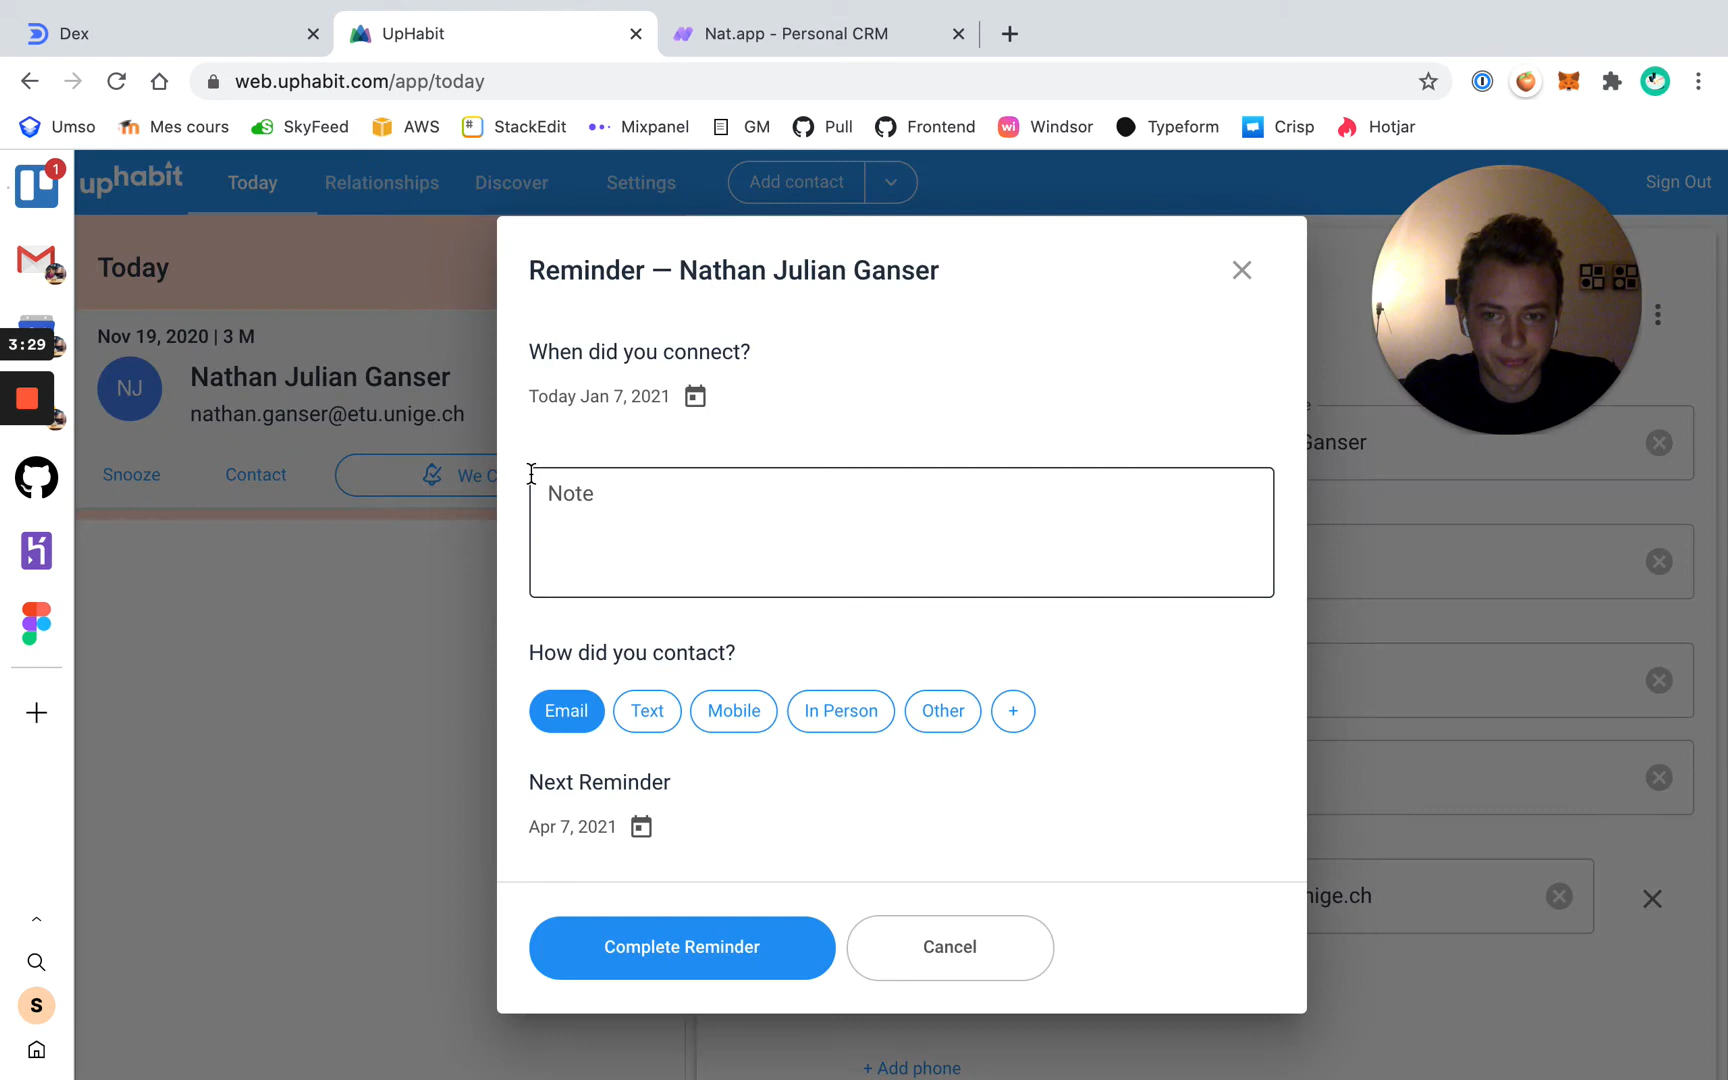 Dex
UpHabit
Nat.app - Personal CRM
web.uphabit.com/app/today
Umso
Mes cours
SkyFeed
AWS
StackEdit
Mixpanel
GM
Pull
Frontend
Windsor
Typeform
Crisp
Hotjar
1
uphabit
Today
Relationships
Discover
Settings
Add contact
Sign Out
Today
Nov 19, 2020 | 3 M
NJ
Nathan Julian Ganser
nathan.ganser@etu.unige.ch
Snooze
Contact
We C
3:29
Reminder — Nathan Julian Ganser
When did you connect?
Today Jan 7, 2021
Note
How did you contact?
Email
Text
Mobile
In Person
Other
+
Next Reminder
Apr 7, 2021
Complete Reminder
Cancel
Ganser
nige.ch
+ Add phone
S